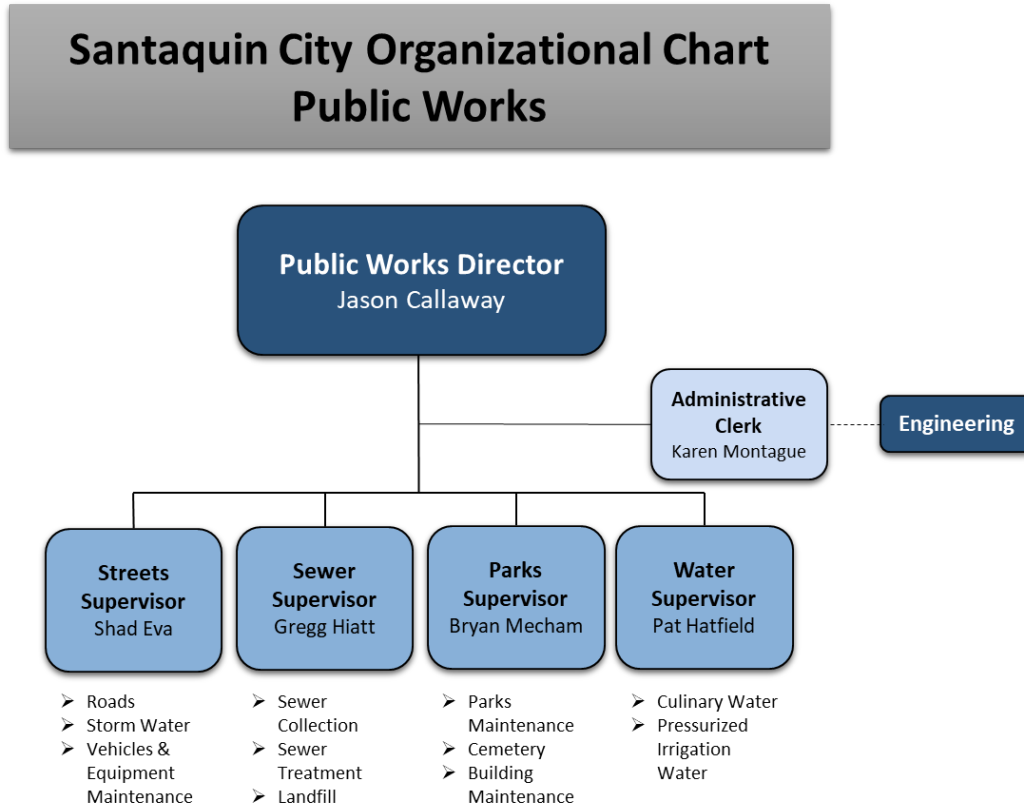 Santaquin City Organizational Chart
Public Works
Public Works Director
Jason Callaway
Administrative
Clerk
Karen Montague
Engineering
Streets
Supervisor
Shad Eva
Sewer
Supervisor
Gregg Hiatt
Parks
Supervisor
Bryan Mecham
Water
Supervisor
Pat Hatfield
➢ Roads
➢ Storm Water
➢ Vehicles &
Equipment
Maintenance
➢ Sewer
Collection
➢ Sewer
Treatment
➢ Landfill
➢ Parks
Maintenance
➢ Cemetery
➢ Building
Maintenance
➢ Culinary Water
➢ Pressurized
Irrigation
Water